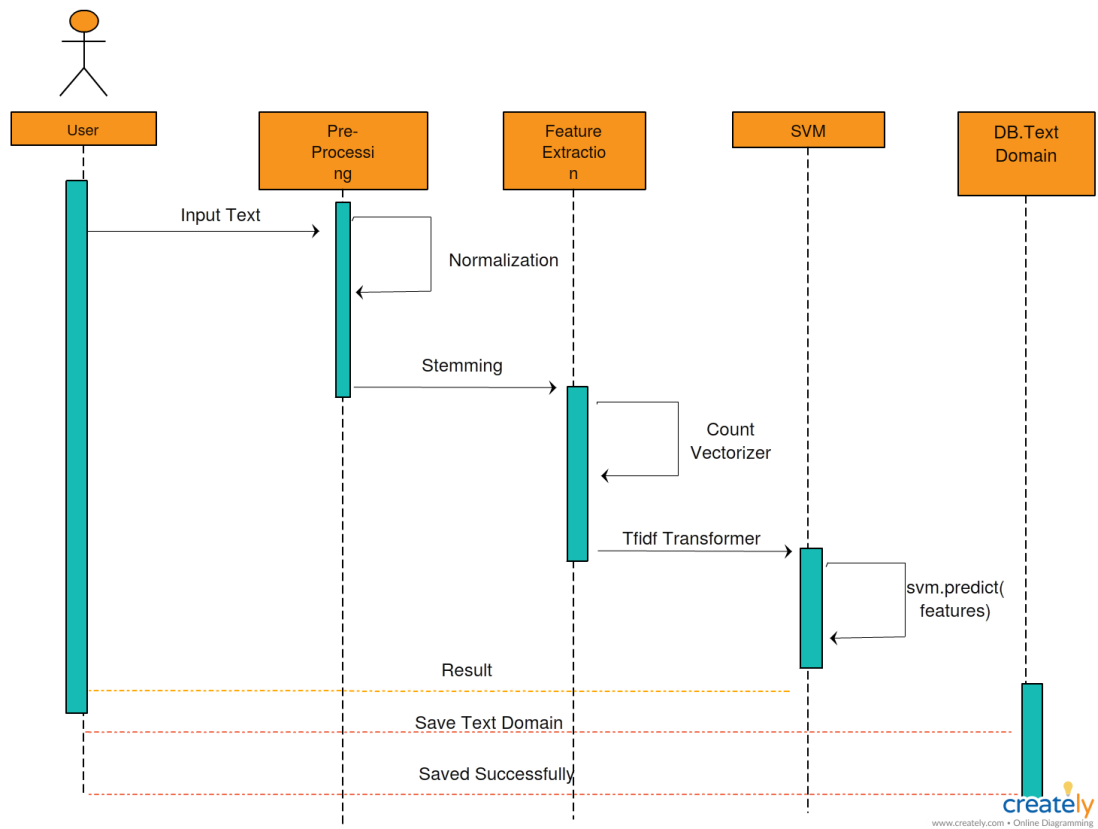 User
Pre-
Processi
ng
Feature
Extractio
n
SVM
DB.Text
Domain
Input Text
Normalization
Stemming
Count
Vectorizer
Tfidf Transformer
svm.predict(
features)
Result
Save Text Domain
Saved Successfully
creately
www.creately.com • Online Diagramming